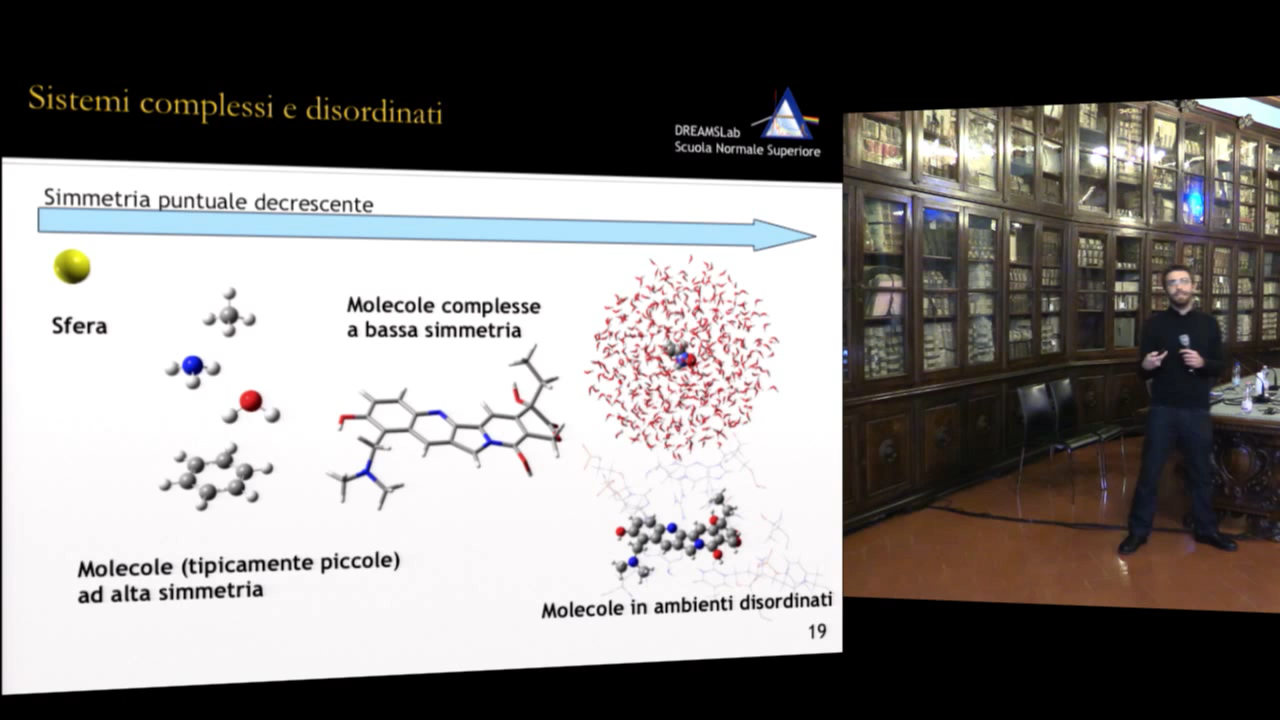 Sistemi complessi e disordinati
DREAMSLab
Scuola Normale Superiore
Simmetria puntuale decrescente
Sfera
Molecole complesse
a bassa simmetria
Molecole (tipicamente piccole)
ad alta simmetria
Molecole in ambienti disordinati
19